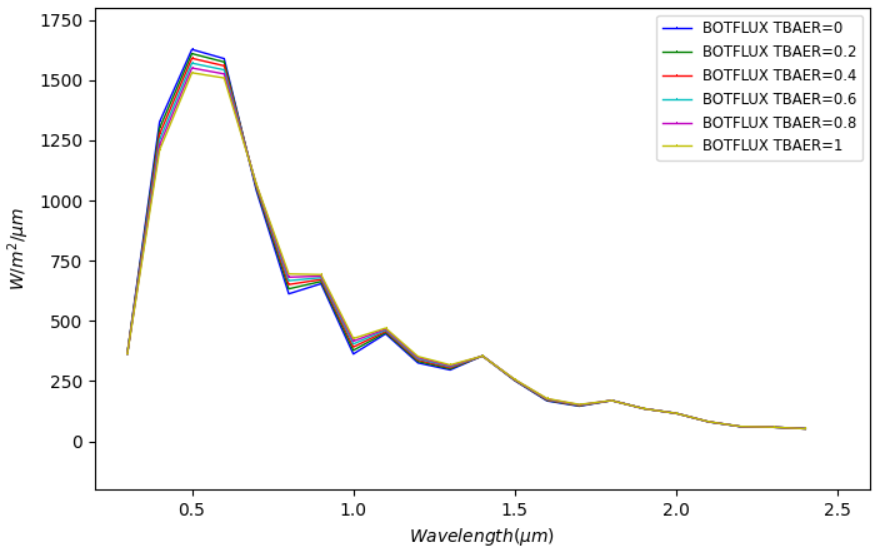 1750
1500
1250
1000
750
500
250
0
W/m²/μm
0.5
1.0
1.5
2.0
2.5
Wavelength(μm)
BOTFLUX TBAER=0
BOTFLUX TBAER=0.2
BOTFLUX TBAER=0.4
BOTFLUX TBAER=0.6
BOTFLUX TBAER=0.8
BOTFLUX TBAER=1